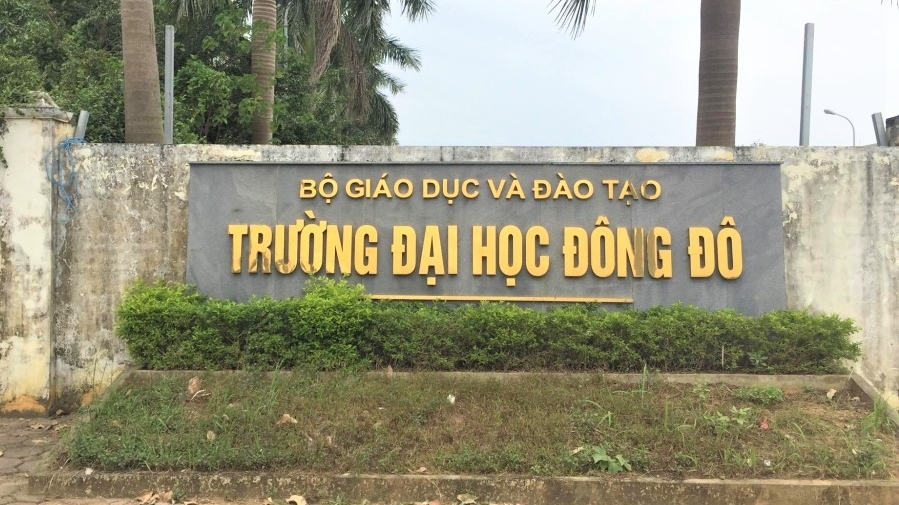 BỘ GIÁO DỤC VÀ ĐÀO TẠO
TRƯỜNG ĐẠI HỌC ĐÔNG ĐÔ